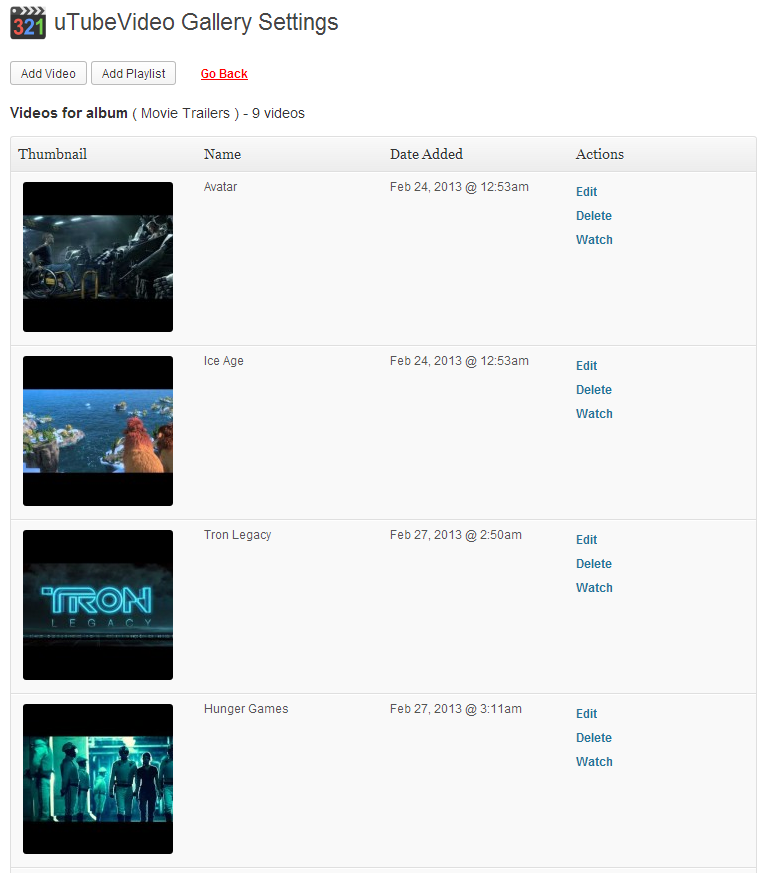 321 uTubeVideo Gallery Settings
Add Video Add Playlist Go Back
Videos for album ( Movie Trailers ) - 9 videos
Thumbnail Name Date Added Actions
Avatar Feb 24, 2013 @ 12:53am Edit
Delete
Watch
Ice Age Feb 24, 2013 @ 12:53am Edit
Delete
Watch
Tron Legacy Feb 27, 2013 @ 2:50am Edit
Delete
Watch
TRON
LEGACY
Hunger Games Feb 27, 2013 @ 3:11am Edit
Delete
Watch